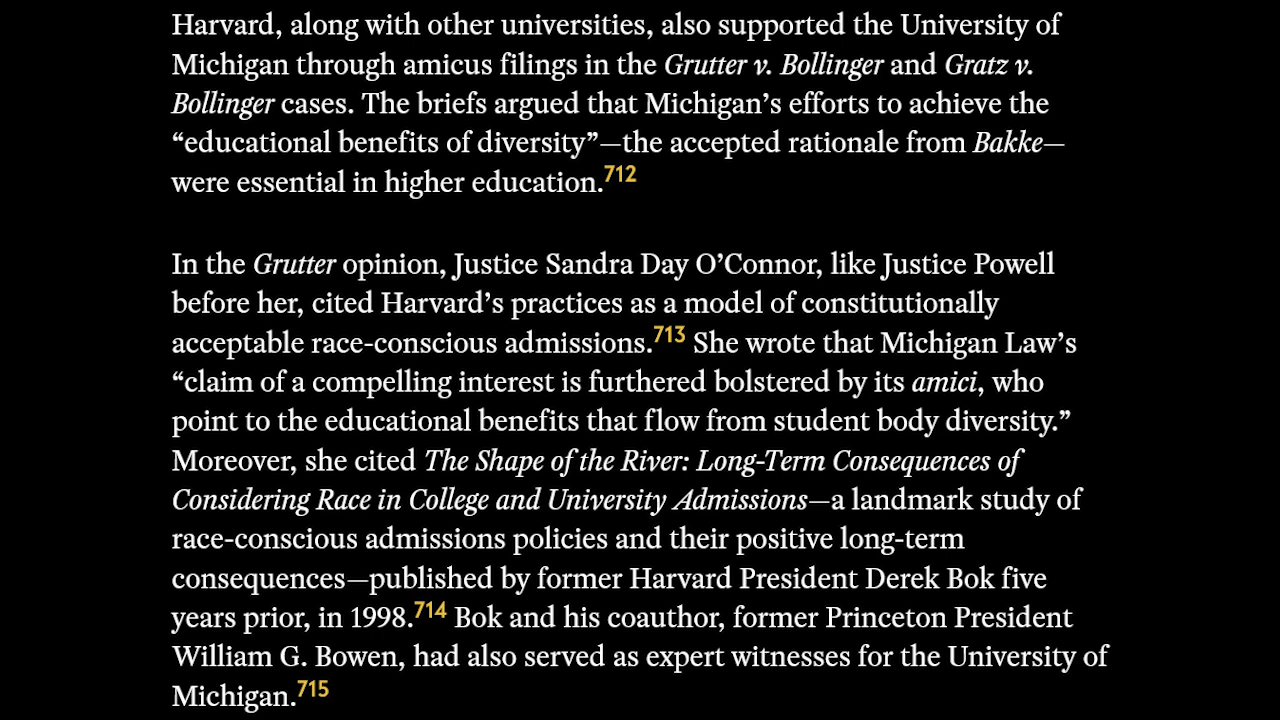 Harvard, along with other universities, also supported the University of
Michigan through amicus filings in the Grutter v. Bollinger and Gratz v.
Bollinger cases. The briefs argued that Michigan’s efforts to achieve the
“educational benefits of diversity”—the accepted rationale from Bakke—
were essential in higher education.712
In the Grutter opinion, Justice Sandra Day O’Connor, like Justice Powell
before her, cited Harvard’s practices as a model of constitutionally
acceptable race-conscious admissions.713 She wrote that Michigan Law’s
“claim of a compelling interest is furthered bolstered by its amici, who
point to the educational benefits that flow from student body diversity.”
Moreover, she cited The Shape of the River: Long-Term Consequences of
Considering Race in College and University Admissions—a landmark study of
race-conscious admissions policies and their positive long-term
consequences—published by former Harvard President Derek Bok five
years prior, in 1998.714 Bok and his coauthor, former Princeton President
William G. Bowen, had also served as expert witnesses for the University of
Michigan.715